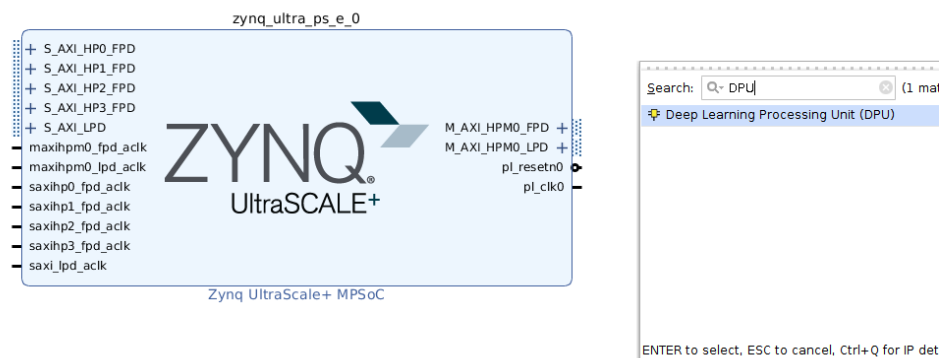 zynq_ultra_ps_e_0
S_AXI_HP0_FPD
S_AXI_HP1_FPD
S_AXI_HP2_FPD
S_AXI_HP3_FPD
S_AXI_LPD
maxihpm0_fpd_aclk
maxihpm0_lpd_aclk
saxihp0_fpd_aclk
saxihp1_fpd_aclk
saxihp2_fpd_aclk
saxihp3_fpd_aclk
saxi_lpd_aclk
ZYNQ®
UltraSCALE+
M_AXI_HPM0_FPD
M_AXI_HPM0_LPD
pl_resetn0
pl_clk0
Zynq UltraScale+ MPSoC
Search: DPU (1 mat
Deep Learning Processing Unit (DPU)
ENTER to select, ESC to cancel, Ctrl+Q for IP det